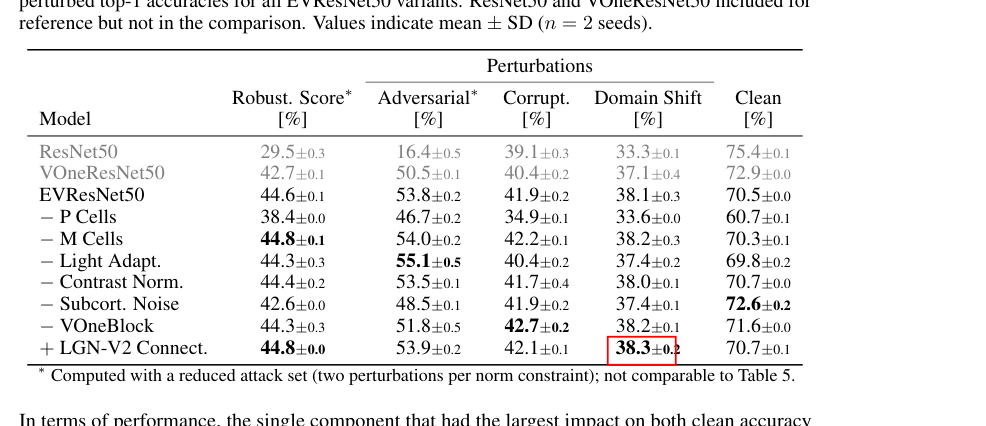 perturbed top-1 accuracies for all EVResNet50 variants. ResNet50 and VOneResNet50 included for
reference but not in the comparison. Values indicate mean ± SD (n = 2 seeds).
Perturbations
Robust. Score* Adversarial* Corrupt. Domain Shift Clean
Model [%] [%] [%] [%] [%]
ResNet50 29.5±0.3 16.4±0.5 39.1±0.3 33.3±0.1 75.4±0.1
VOneResNet50 42.7±0.1 50.5±0.1 40.4±0.2 37.1±0.4 72.9±0.0
EVResNet50 44.6±0.1 53.8±0.2 41.9±0.2 38.1±0.3 70.5±0.0
− P Cells 38.4±0.0 46.7±0.2 34.9±0.1 33.6±0.0 60.7±0.1
− M Cells 44.8±0.1 54.0±0.2 42.2±0.1 38.2±0.3 70.3±0.1
− Light Adapt. 44.3±0.3 55.1±0.5 40.4±0.2 37.4±0.2 69.8±0.2
− Contrast Norm. 44.4±0.2 53.5±0.1 41.7±0.4 38.0±0.1 70.7±0.0
− Subcort. Noise 42.6±0.0 48.5±0.1 41.9±0.2 37.4±0.1 72.6±0.2
− VOneBlock 44.3±0.3 51.8±0.5 42.7±0.2 38.2±0.1 71.6±0.0
+ LGN-V2 Connect. 44.8±0.0 53.9±0.2 42.1±0.1 38.3±0.2 70.7±0.1
* Computed with a reduced attack set (two perturbations per norm constraint); not comparable to Table 5.
In terms of performance, the single component that had the largest impact on both clean accuracy